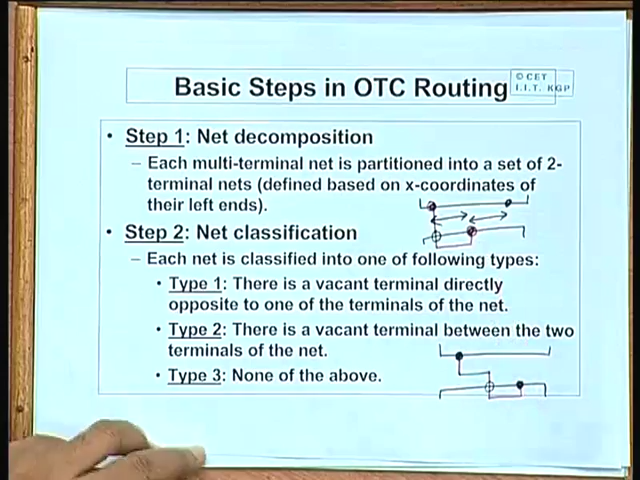 Basic Steps in OTC Routing
© CET
I.I.T. KGP
• Step 1: Net decomposition
– Each multi-terminal net is partitioned into a set of 2-
terminal nets (defined based on x-coordinates of
their left ends).
• Step 2: Net classification
– Each net is classified into one of following types:
• Type 1: There is a vacant terminal directly
opposite to one of the terminals of the net.
• Type 2: There is a vacant terminal between the two
terminals of the net.
• Type 3: None of the above.